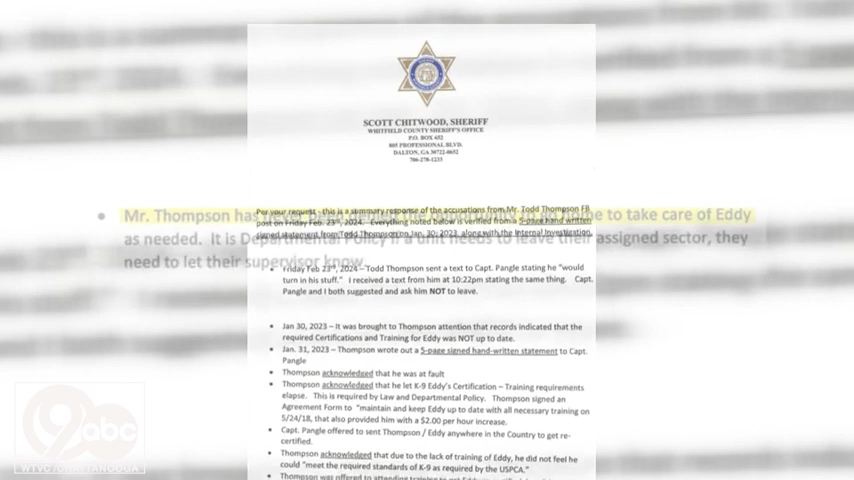 SCOTT CHITWOOD, SHERIFF
WHITFIELD COUNTY SHERIFF'S OFFICE
P.O. BOX 652
805 PROFESSIONAL BLVD.
DALTON, GA 30722-0652
706-278-1233
For your request - this is a summary response of the accusations from Mr. Todd Thompson FB
post on Friday Feb. 23rd, 2024. Everything noted below is verified from a 5-page hand written
signed statement from Todd Thompson on Jan. 30, 2023, along with the Internal Investigation.
• Mr. Thompson has to take care of Eddy
as needed. It is Departmental Policy if a unit needs to leave their assigned sector, they
need to let their supervisor know.
• Friday Feb 23rd, 2024 – Todd Thompson sent a text to Capt. Pangle stating he "would
turn in his stuff." I received a text from him at 10:22pm stating the same thing. Capt.
Pangle and I both suggested and ask him NOT to leave.
• Jan 30, 2023 – It was brought to Thompson attention that records indicated that the
required Certifications and Training for Eddy was NOT up to date.
• Jan. 31, 2023 – Thompson wrote out a 5-page signed hand-written statement to Capt.
Pangle
• Thompson acknowledged that he was at fault
• Thompson acknowledged that he let K-9 Eddy's Certification – Training requirements
elapse. This is required by Law and Departmental Policy. Thompson signed an
Agreement Form to "maintain and keep Eddy up to date with all necessary training on
5/24/18, that also provided him with a $2.00 per hour increase.
• Capt. Pangle offered to sent Thompson / Eddy anywhere in the Country to get re-
certified.
• Thompson acknowledged that due to the lack of training of Eddy, he did not feel he
could "meet the required standards of K-9 as required by the USPCA."
• Thompson was offered to
9 abc
WTVC/CHATTANOOGA